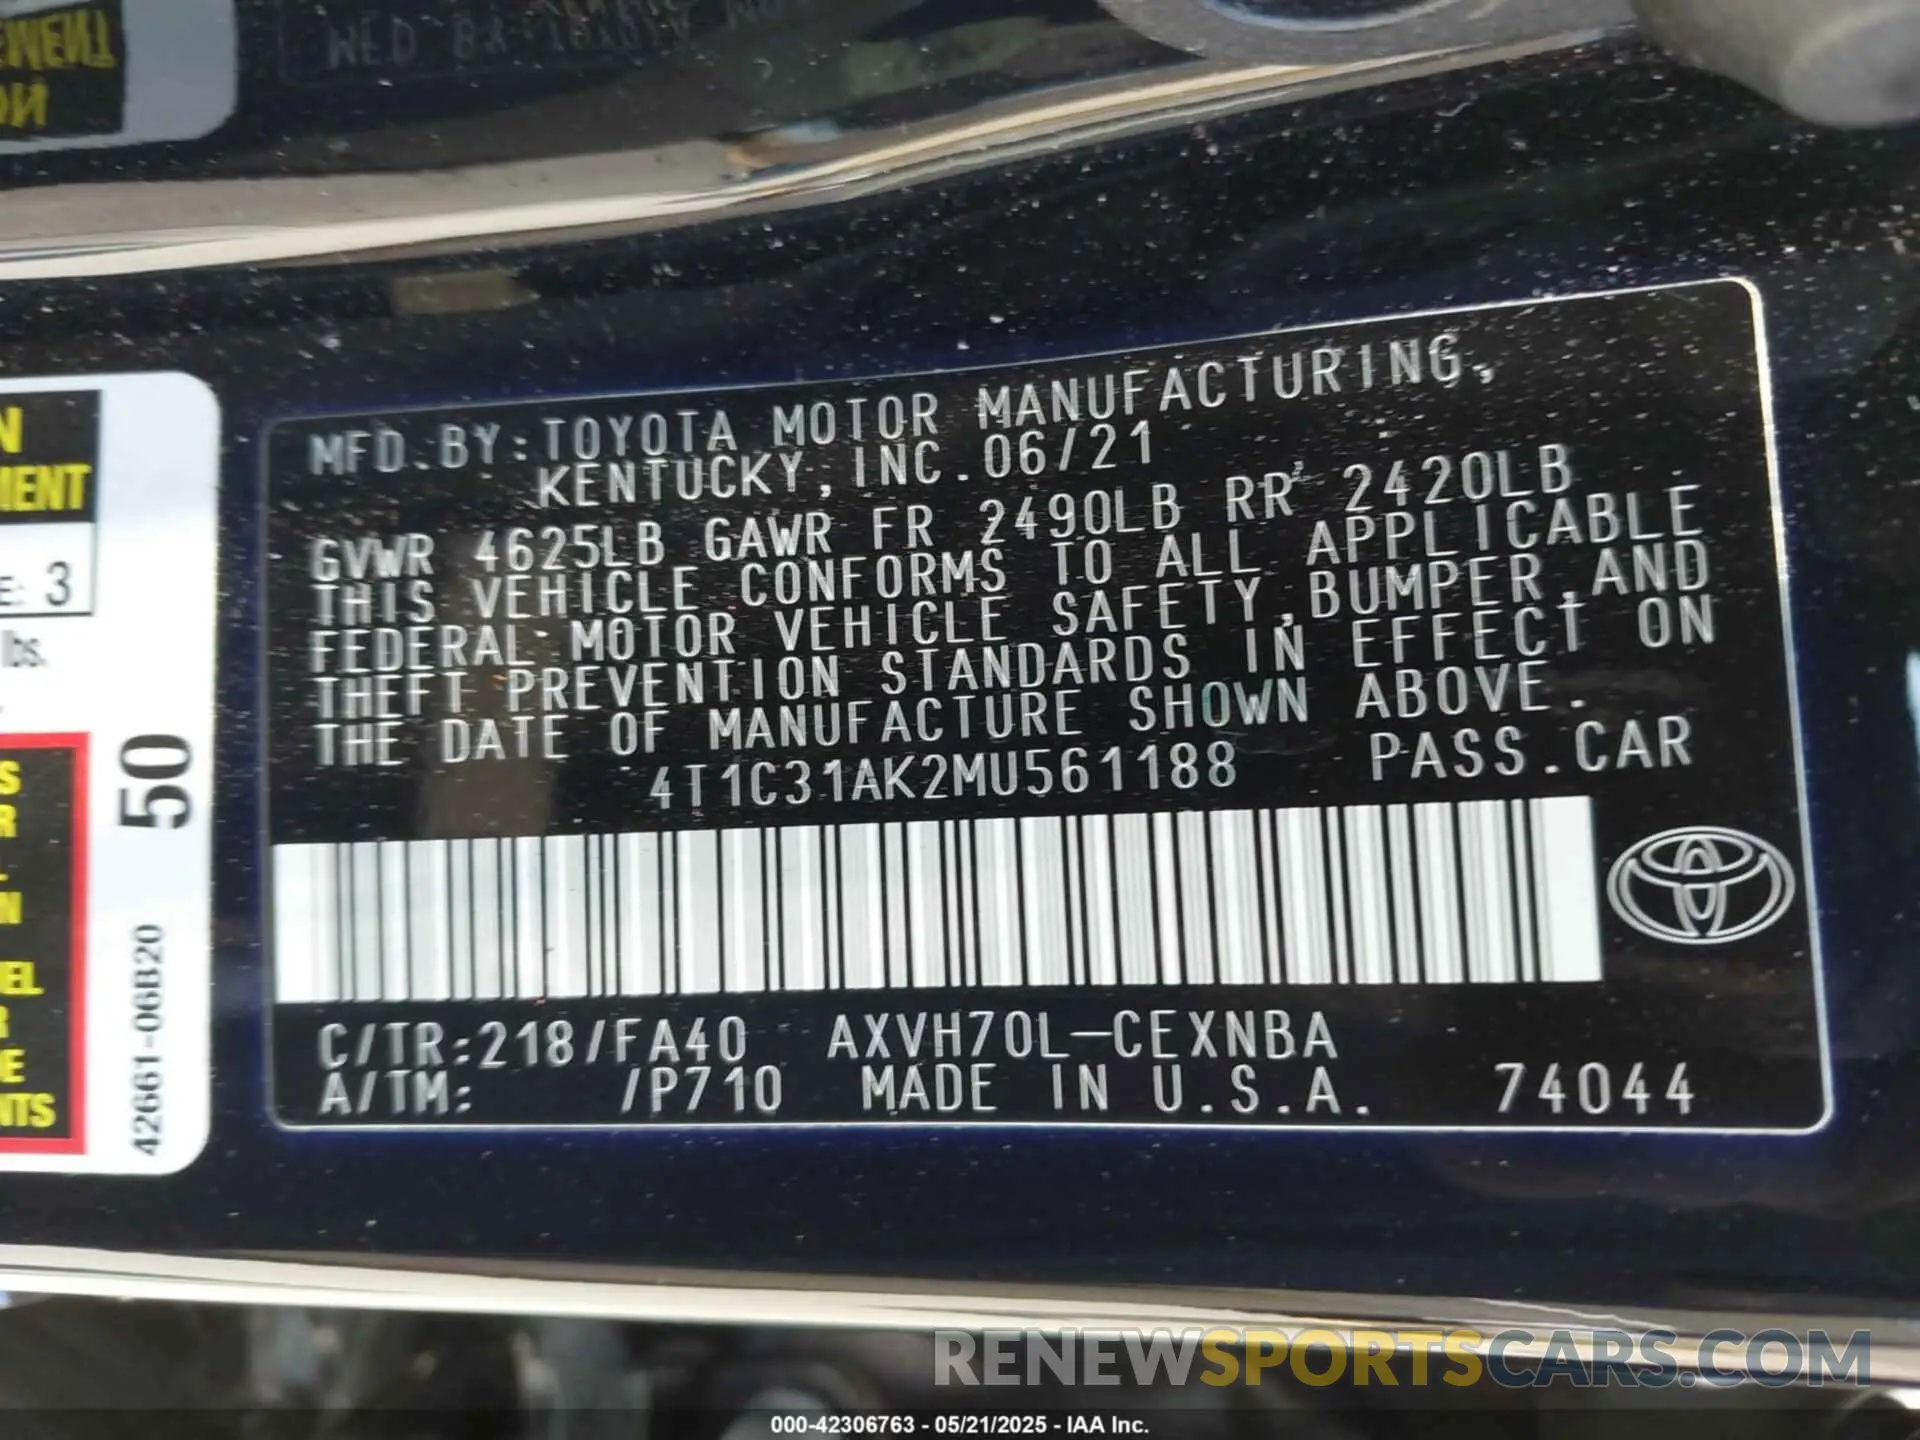 MFD.BY:TOYOTA MOTOR MANUFACTURING,
KENTUCKY, INC.06/21
GVWR 4625LB GAWR FR 2490LB RR 2420LB
THIS VEHICLE CONFORMS TO ALL APPLICABLE
FEDERAL MOTOR VEHICLE SAFETY,BUMPER,AND
THEFT PREVENTION STANDARDS IN EFFECT ON
THE DATE OF MANUFACTURE SHOWN ABOVE.
4T1C31AK2MU561188 PASS.CAR
C/TR:218/FA40 AXVH70L-CEXNBA
A/TM: /P710 MADE IN U.S.A. 74044
3
lbs.
50
42661-06B20
RENEWSPORTSCARS.COM
000-42306763 - 05/21/2025 - IAA Inc.